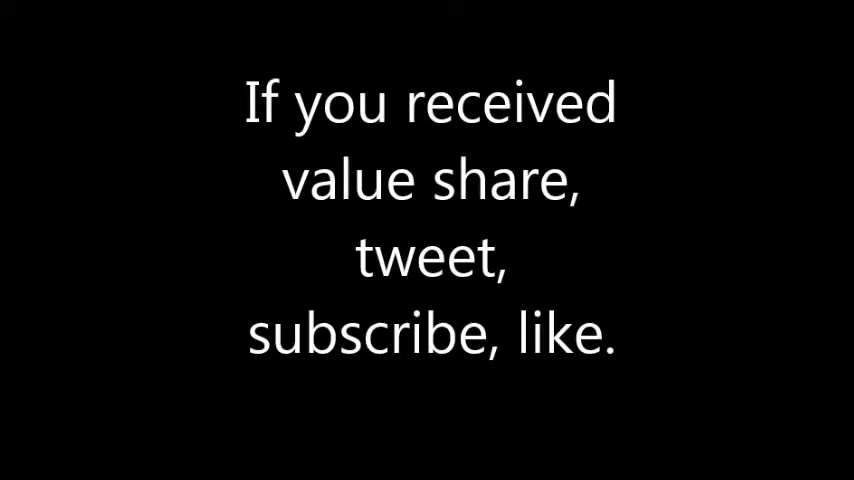 If you received
value share,
tweet,
subscribe, like.